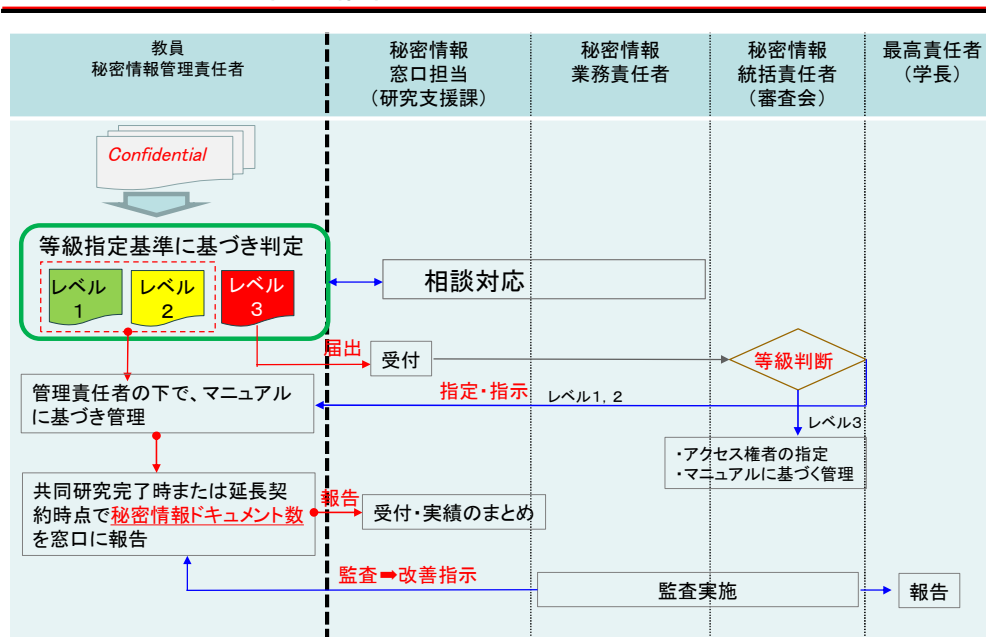 教員
秘密情報管理責任者
秘密情報
窓口担当
（研究支援課）
秘密情報
業務責任者
秘密情報
統括責任者
（審査会）
最高責任者
（学長）
Confidential
等級指定基準に基づき判定
レベル
1
レベル
2
レベル
3
相談対応
届出
受付
等級判断
指定・指示
レベル1，2
レベル3
管理責任者の下で、マニュアル
に基づき管理
・アクセス権者の指定
・マニュアルに基づく管理
共同研究完了時または延長契
約時点で秘密情報ドキュメント数
を窓口に報告
報告
受付・実績のまとめ
監査➡改善指示
監査実施
報告